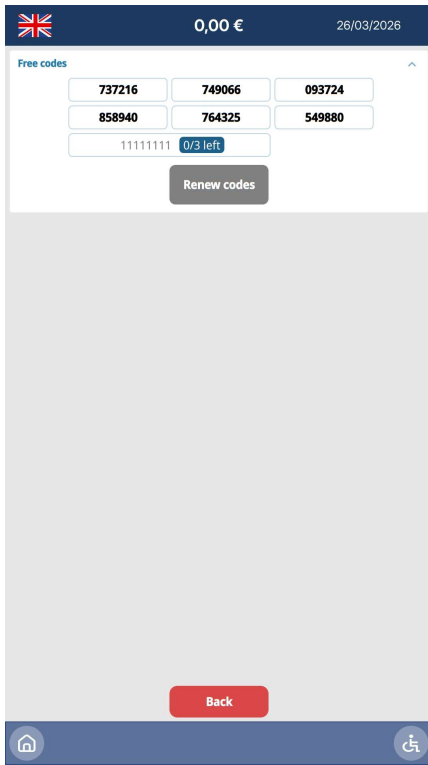 0,00 €
26/03/2026
Free codes
737216 749066 093724
858940 764325 549880
11111111 0/3 left
Renew codes
Back